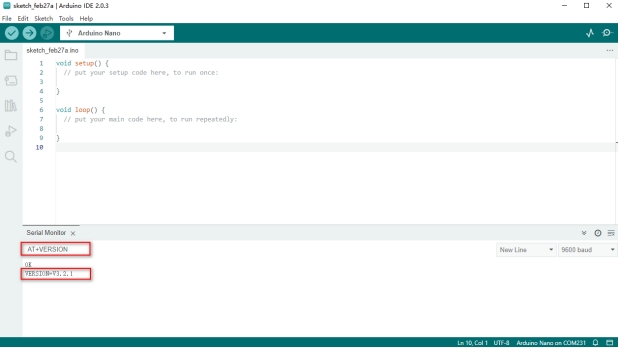 sketch_feb27a | Arduino IDE 2.0.3
File Edit Sketch Tools Help
Arduino Nano
sketch_feb27a.ino
1 void setup() {
2 // put your setup code here, to run once:
3
4 }
5
6 void loop() {
7 // put your main code here, to run repeatedly:
8
9 }
10
Serial Monitor
AT+VERSION
New Line
9600 baud
OK
VERSION=V3.2.1
Ln 10, Col 1 UTF-8 Arduino Nano on COM231